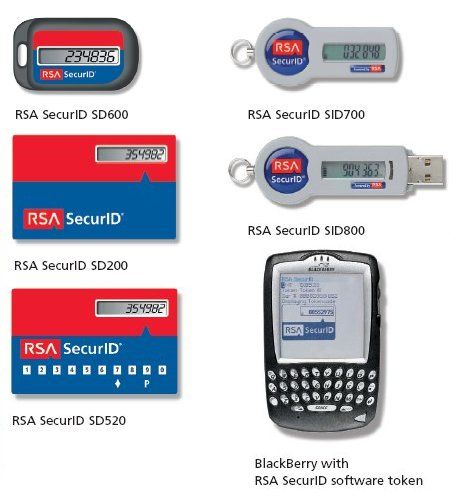 234836
RSA SecurID
RSA SecurID SD600
RSA
SecurID
RSA SecurID SID700
354982
RSA SecurID®
RSA SecurID SD200
RSA
SecurID
RSA SecurID SID800
354982
RSA SecurID®
1 2 3 4 5 6 7 8 9 0
P
RSA SecurID SD520
BLACKBERRY
RSA SecurID
RSA SecurID
BlackBerry with
RSA SecurID software token